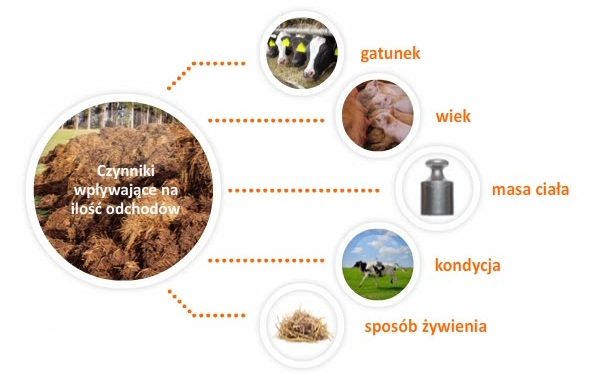 gatunek
wiek
Czynniki
wpływające na
ilość odchodów
masa ciała
kondycja
sposób żywienia